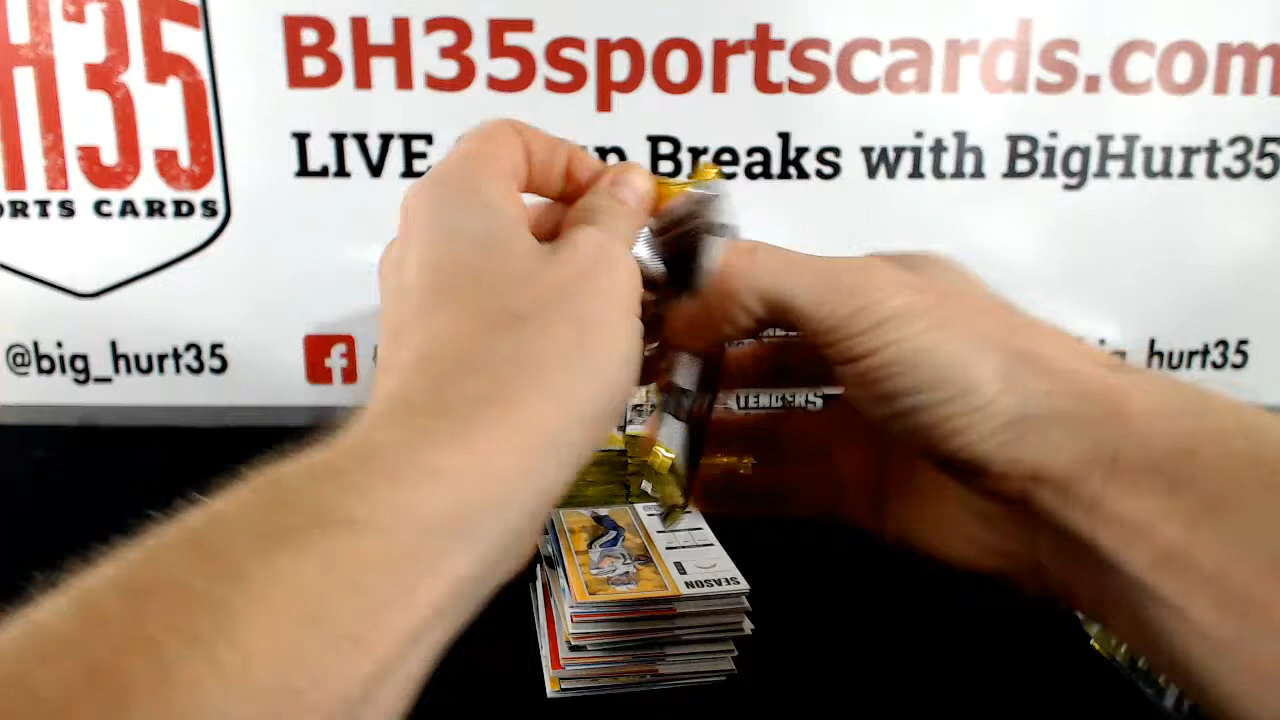 H35
ORTS CARDS
BH35sportscards.com
LIVE Breaks with BigHurt35
@big_hurt35
f
hurt35
TENDERS
SEASON